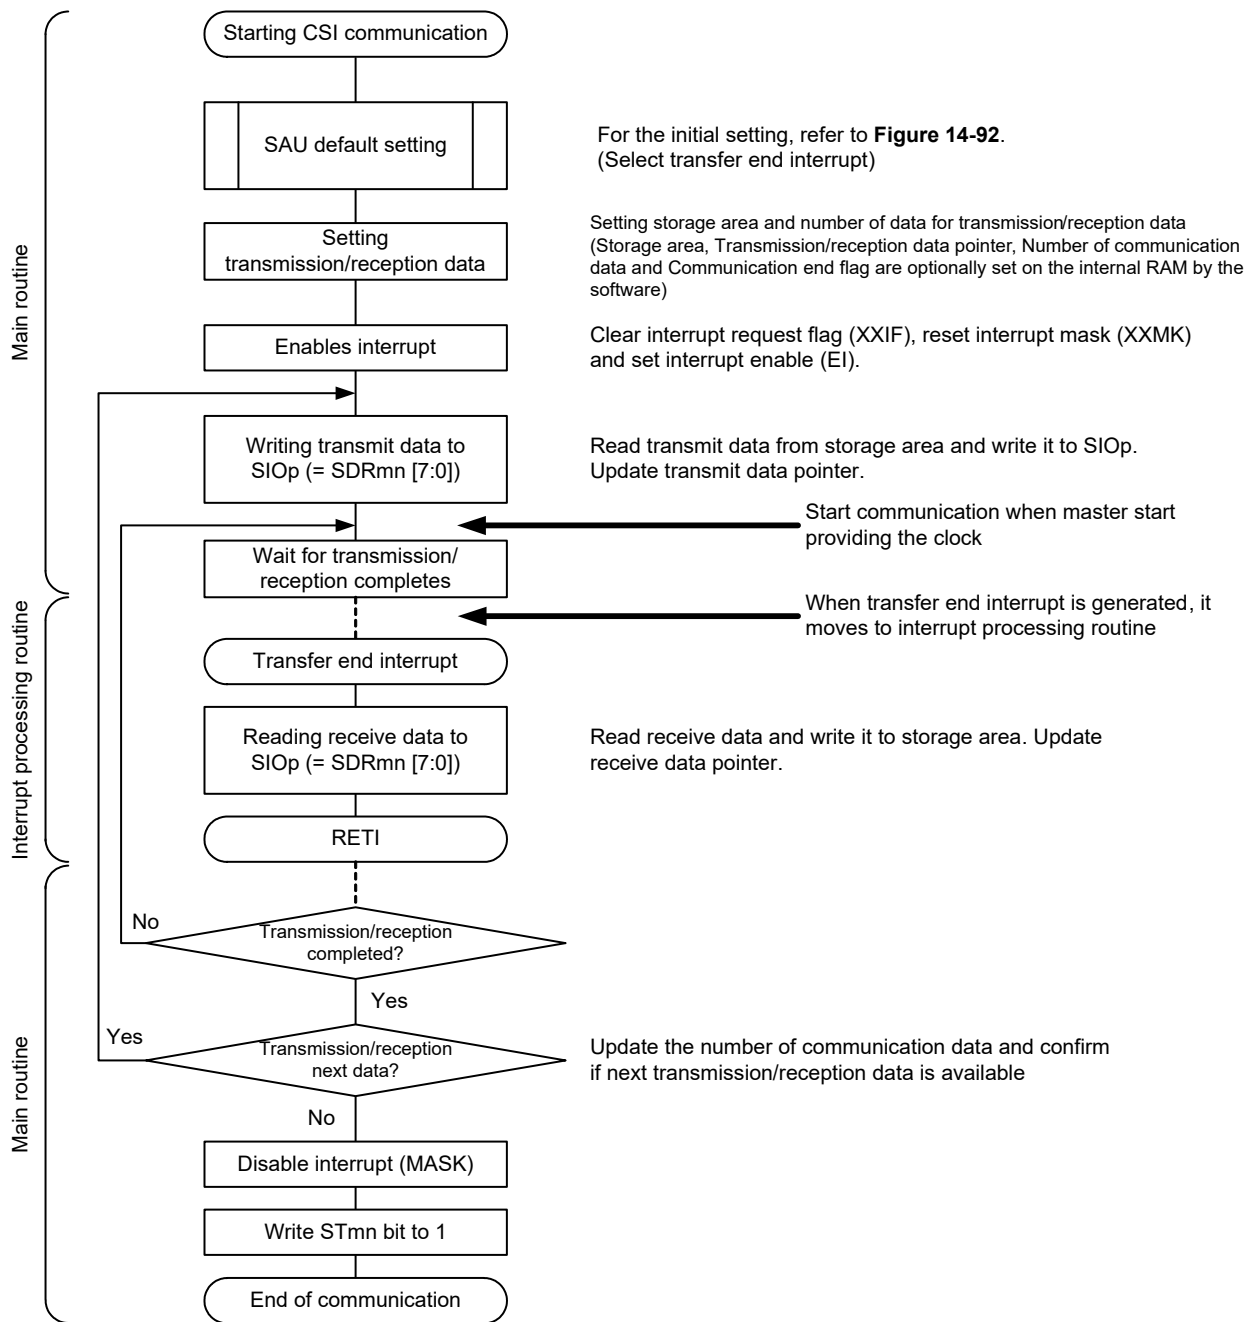 Starting CSI communication
SAU default setting
For the initial setting, refer to Figure 14-92.
(Select transfer end interrupt)
Setting
transmission/reception data
Setting storage area and number of data for transmission/reception data
(Storage area, Transmission/reception data pointer, Number of communication
data and Communication end flag are optionally set on the internal RAM by the
software)
Main routine
Enables interrupt
Clear interrupt request flag (XXIF), reset interrupt mask (XXMK)
and set interrupt enable (EI).
Writing transmit data to
SIOp (= SDRmn [7:0])
Read transmit data from storage area and write it to SIOp.
Update transmit data pointer.
Start communication when master start
providing the clock
Wait for transmission/
reception completes
When transfer end interrupt is generated, it
moves to interrupt processing routine
Interrupt processing routine
Transfer end interrupt
Reading receive data to
SIOp (= SDRmn [7:0])
Read receive data and write it to storage area. Update
receive data pointer.
RETI
No
Transmission/reception
completed?
Yes
Yes
Transmission/reception
next data?
Update the number of communication data and confirm
if next transmission/reception data is available
No
Main routine
Disable interrupt (MASK)
Write STmn bit to 1
End of communication